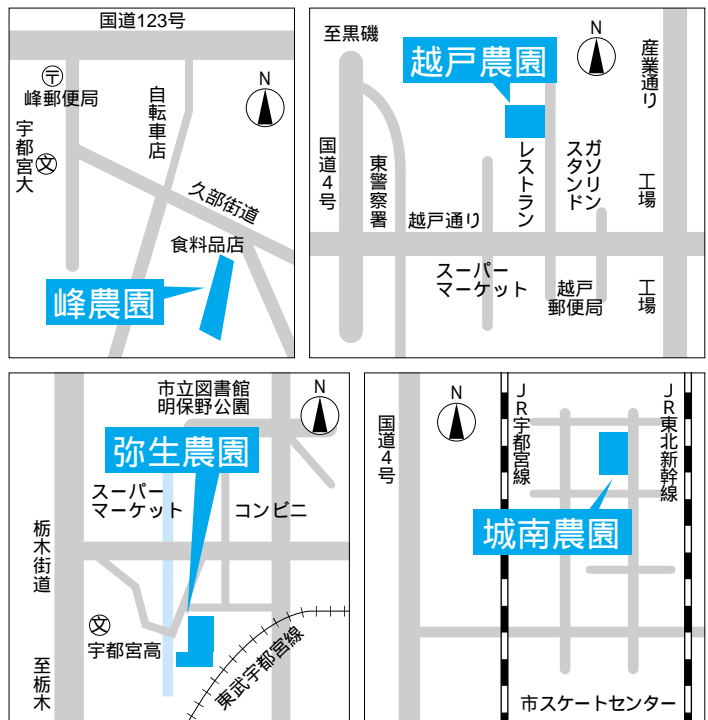 国道123号
〒
峰郵便局
N
自転車店
宇都宮大
文
久部街道
食料品店
峰農園
至黒磯
N
産業通り
越戸農園
国道4号
東警察署
レストラン
ガソリン
スタンド
工場
越戸通り
スーパー
マーケット
越戸
郵便局
工場
市立図書館
明保野公園
N
弥生農園
スーパー
マーケット
コンビニ
栃木街道
文
宇都宮高
至栃木
東武宇都宮線
国道4号
N
JR宇都宮線
JR東北新幹線
城南農園
市スケートセンター